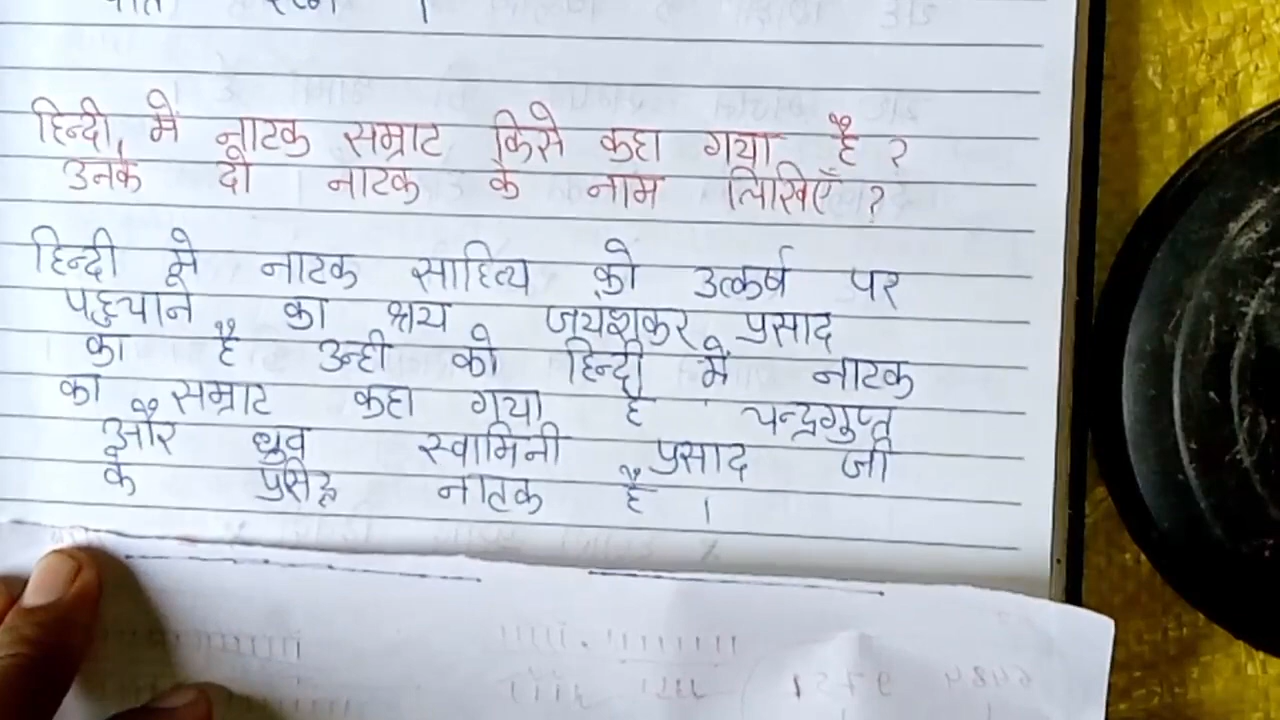 हिन्दी में नाटक सम्राट किसे कहा गया है ?
उनके दो नाटक के नाम लिखिएँ ?
हिन्दी मे नाटक साहित्य को उत्कर्ष पर
पहुचाने का श्रय जयशंकर प्रसाद
का है उन्ही को हिन्दी में नाटक
का सम्राट कहा गया है चन्द्रगुप्त
और ध्रुव स्वामिनी प्रसाद जी
के प्रसिद्ध नाटक है ।